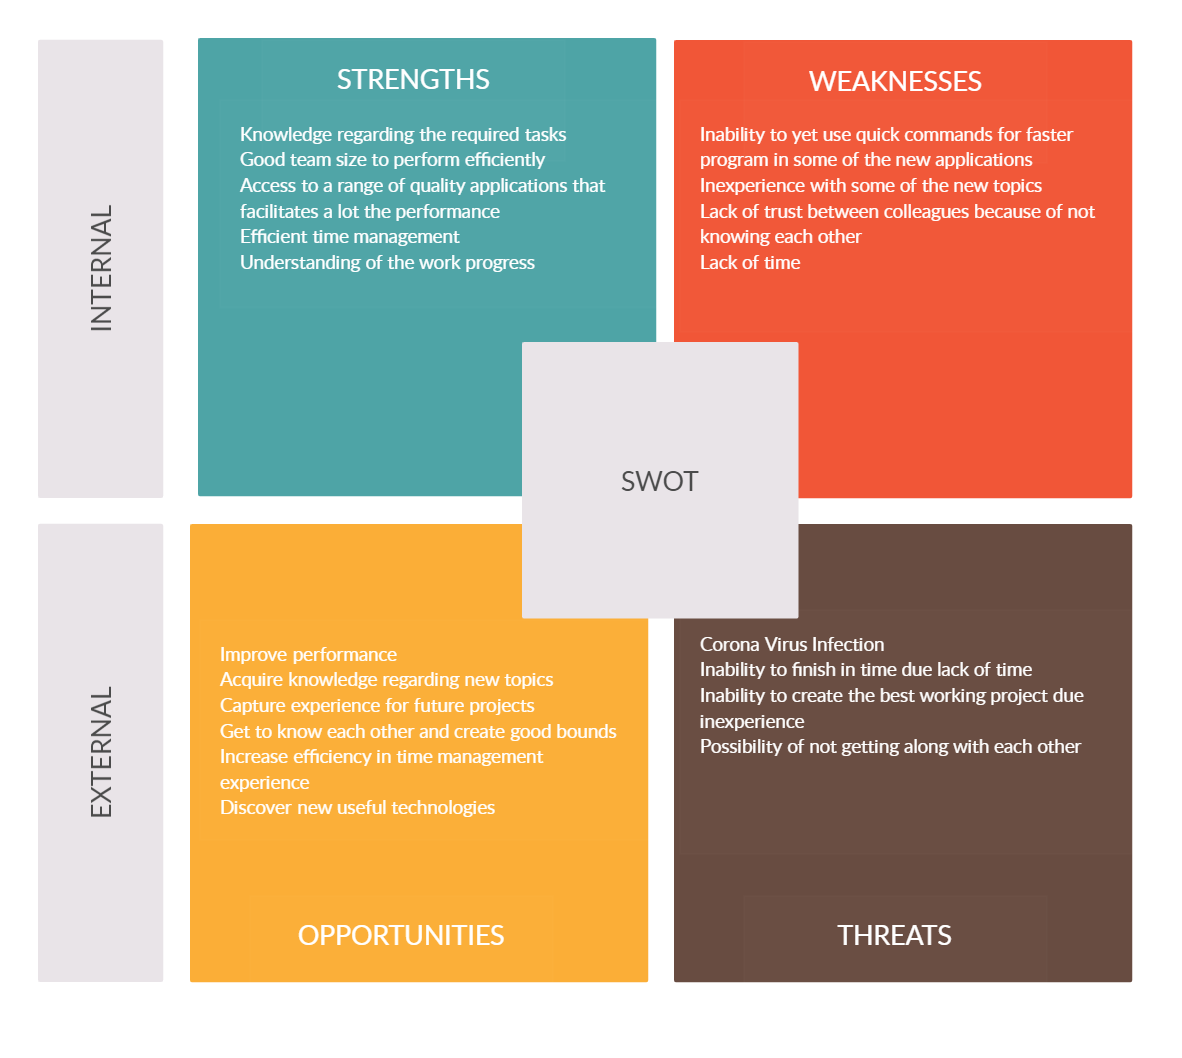 INTERNAL
STRENGTHS
Knowledge regarding the required tasks
Good team size to perform efficiently
Access to a range of quality applications that
facilitates a lot the performance
Efficient time management
Understanding of the work progress
WEAKNESSES
Inability to yet use quick commands for faster
program in some of the new applications
Inexperience with some of the new topics
Lack of trust between colleagues because of not
knowing each other
Lack of time
SWOT
EXTERNAL
Improve performance
Acquire knowledge regarding new topics
Capture experience for future projects
Get to know each other and create good bounds
Increase efficiency in time management
experience
Discover new useful technologies
OPPORTUNITIES
Corona Virus Infection
Inability to finish in time due lack of time
Inability to create the best working project due
inexperience
Possibility of not getting along with each other
THREATS